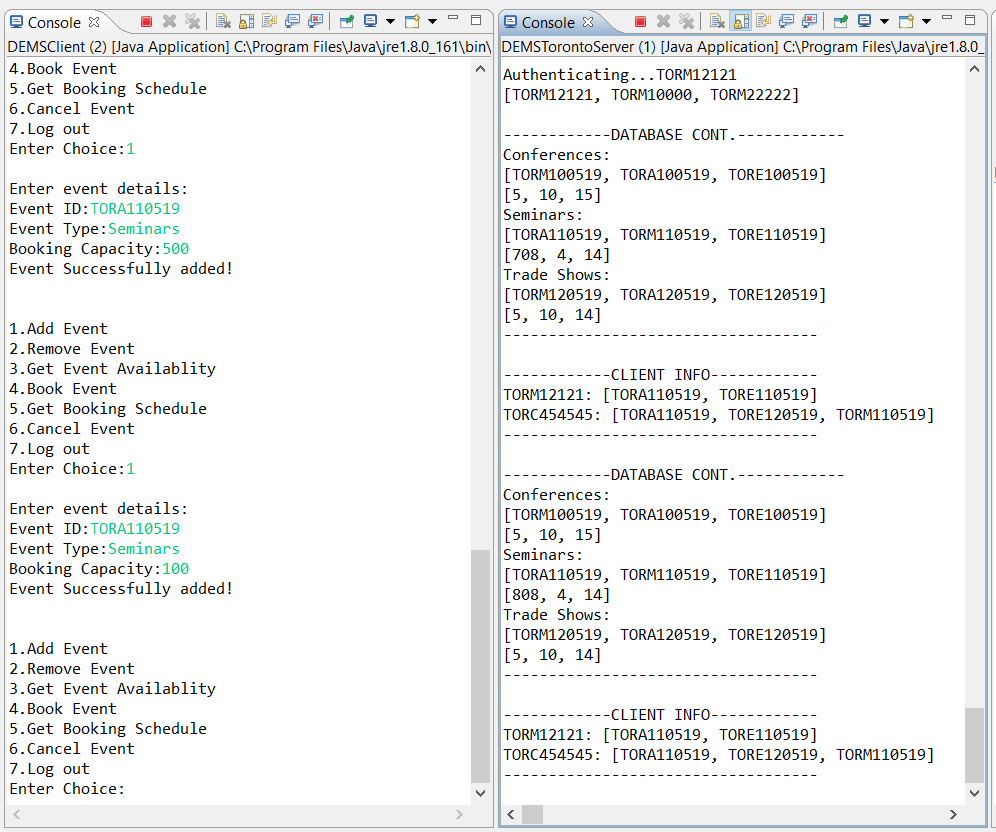 Console
DEMSClient (2) [Java Application] C:\Program Files\Java\jre1.8.0_161\bin\
4.Book Event
5.Get Booking Schedule
6.Cancel Event
7.Log out
Enter Choice:1
Enter event details:
Event ID:TORA110519
Event Type:Seminars
Booking Capacity:500
Event Successfully added!
1.Add Event
2.Remove Event
3.Get Event Availablity
4.Book Event
5.Get Booking Schedule
6.Cancel Event
7.Log out
Enter Choice:1
Enter event details:
Event ID:TORA110519
Event Type:Seminars
Booking Capacity:100
Event Successfully added!
1.Add Event
2.Remove Event
3.Get Event Availablity
4.Book Event
5.Get Booking Schedule
6.Cancel Event
7.Log out
Enter Choice:
Console
DEMSTorontoServer (1) [Java Application] C:\Program Files\Java\jre1.8.0_
Authenticating...TORM12121
[TORM12121, TORM10000, TORM22222]
------------DATABASE CONT.------------
Conferences:
[TORM100519, TORA100519, TORE100519]
[5, 10, 15]
Seminars:
[TORA110519, TORM110519, TORE110519]
[708, 4, 14]
Trade Shows:
[TORM120519, TORA120519, TORE120519]
[5, 10, 14]
-----------------------------------
------------CLIENT INFO------------
TORM12121: [TORA110519, TORE110519]
TORC454545: [TORA110519, TORE120519, TORM110519]
-----------------------------------
------------DATABASE CONT.------------
Conferences:
[TORM100519, TORA100519, TORE100519]
[5, 10, 15]
Seminars:
[TORA110519, TORM110519, TORE110519]
[808, 4, 14]
Trade Shows:
[TORM120519, TORA120519, TORE120519]
[5, 10, 14]
-----------------------------------
------------CLIENT INFO------------
TORM12121: [TORA110519, TORE110519]
TORC454545: [TORA110519, TORE120519, TORM110519]
-----------------------------------